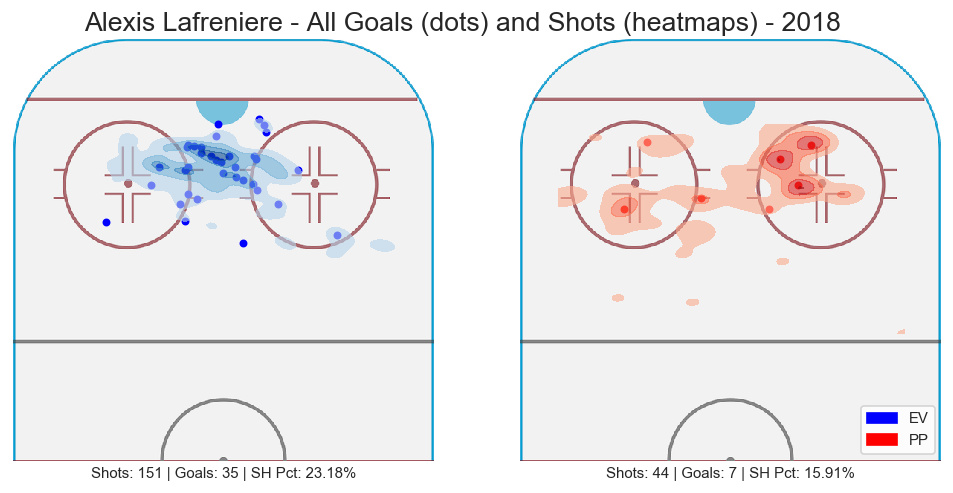 Alexis Lafreniere - All Goals (dots) and Shots (heatmaps) - 2018
EV
PP
Shots: 151 | Goals: 35 | SH Pct: 23.18%
Shots: 44 | Goals: 7 | SH Pct: 15.91%